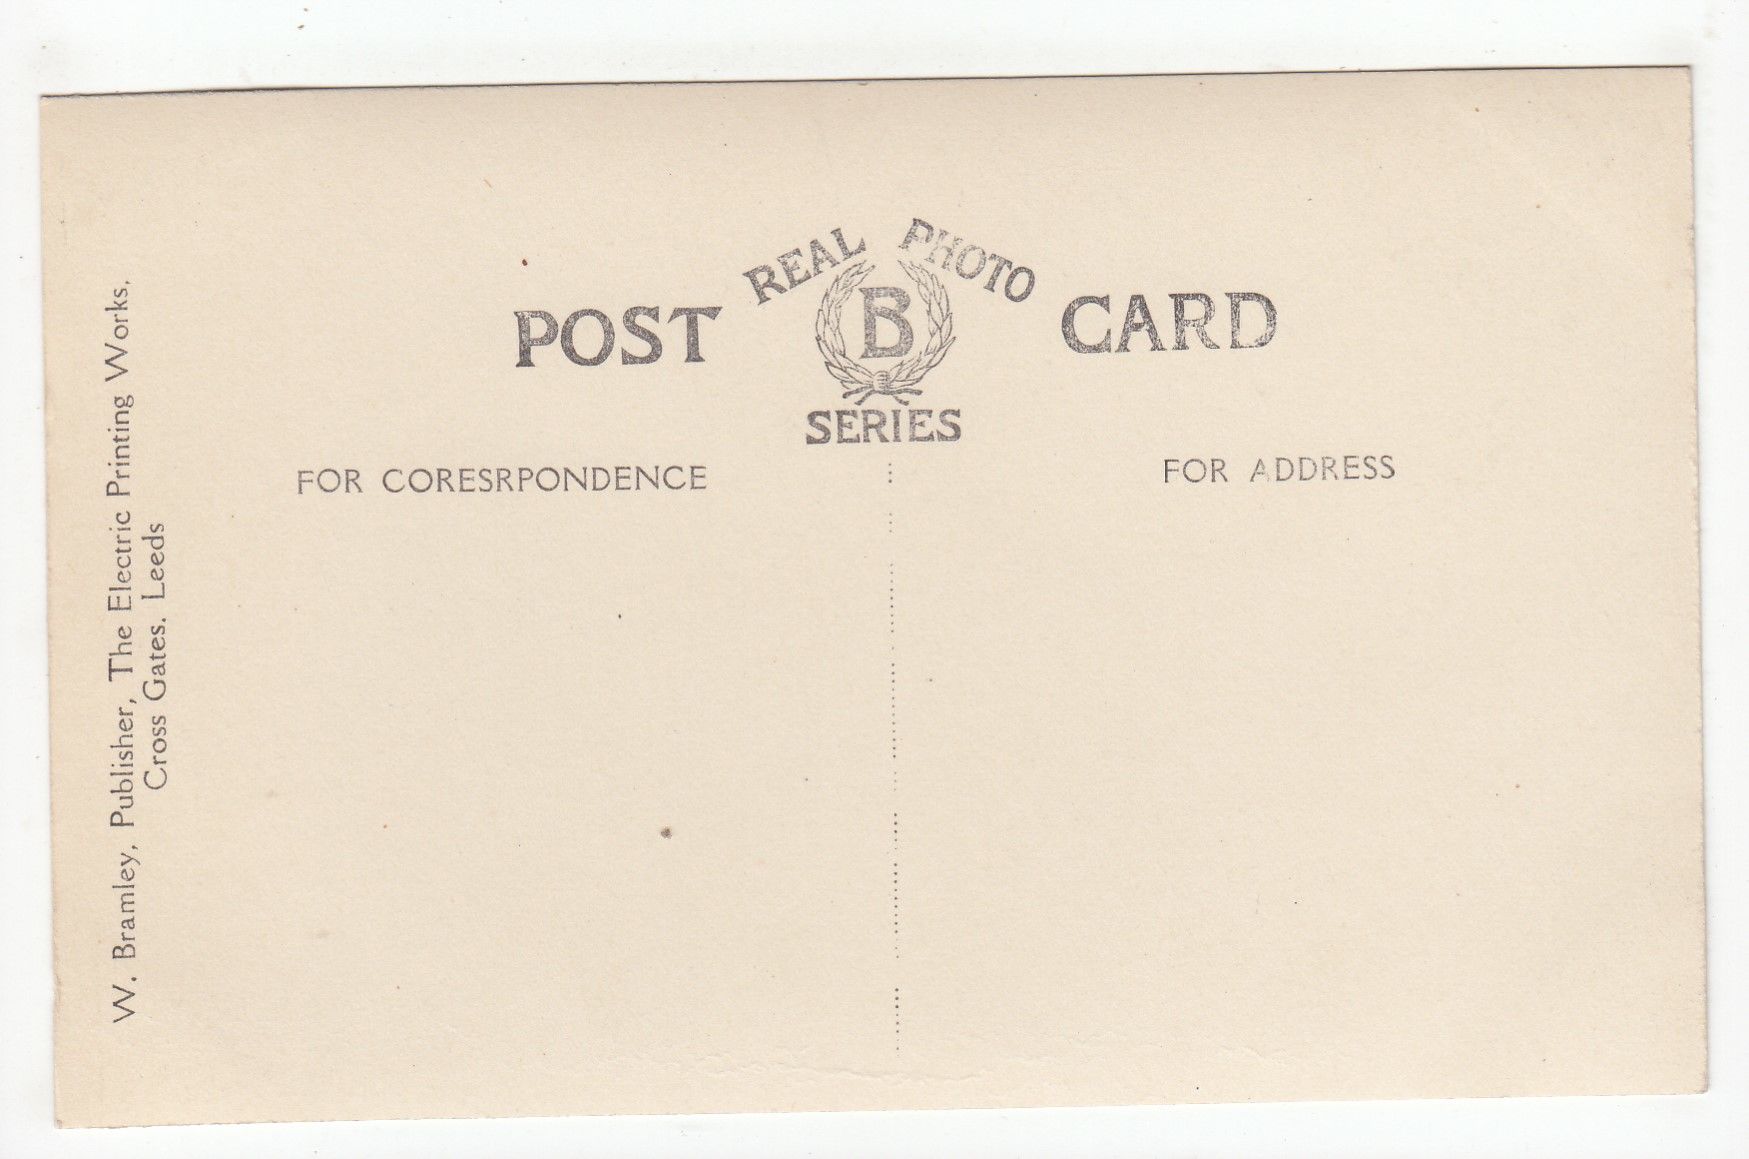 REAL PHOTO
POST B CARD
SERIES
FOR CORESRPONDENCE
FOR ADDRESS
W. Bramley, Publisher, The Electric Printing Works,
Cross Gates. Leeds